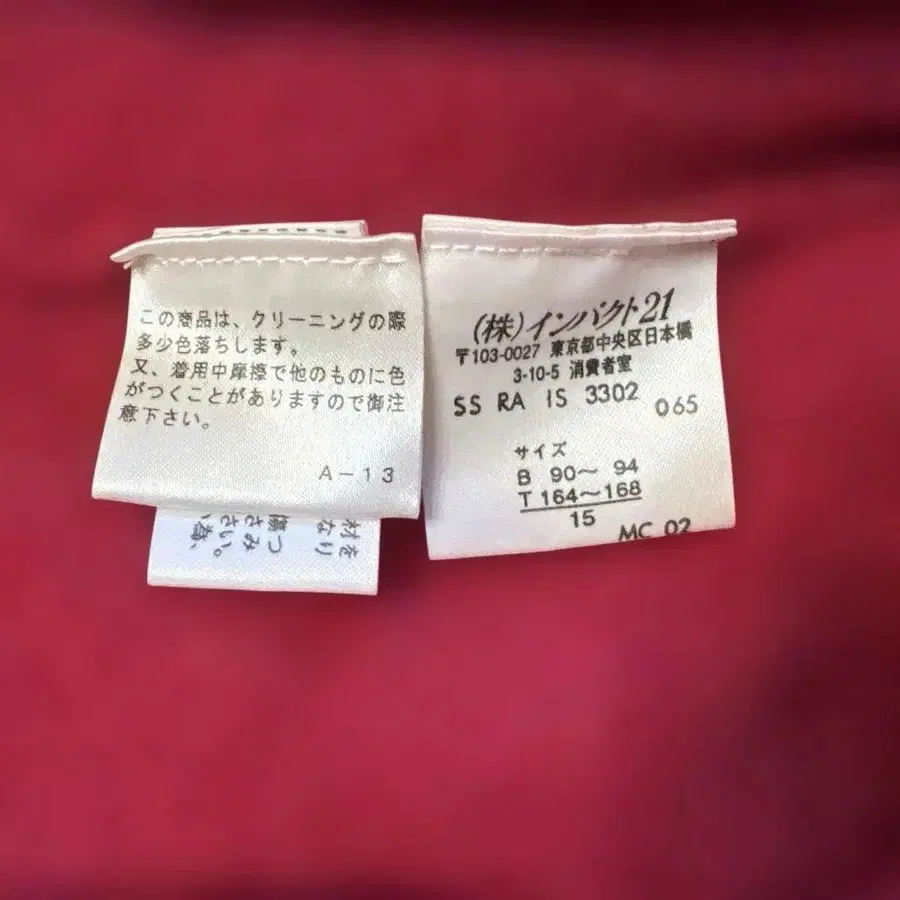 この商品は、クリーニングの際
多少色落ちします。
又、着用中摩擦で他のものに色
がつくことがありますので御注
意下さい。
A-13
(株)インパクト21
〒103-0027 東京都中央区日本橋
3-10-5 消費者室
SS RA IS 3302 065
サイズ
B 90～ 94
T 164～168
15
MC 02
材を
なり